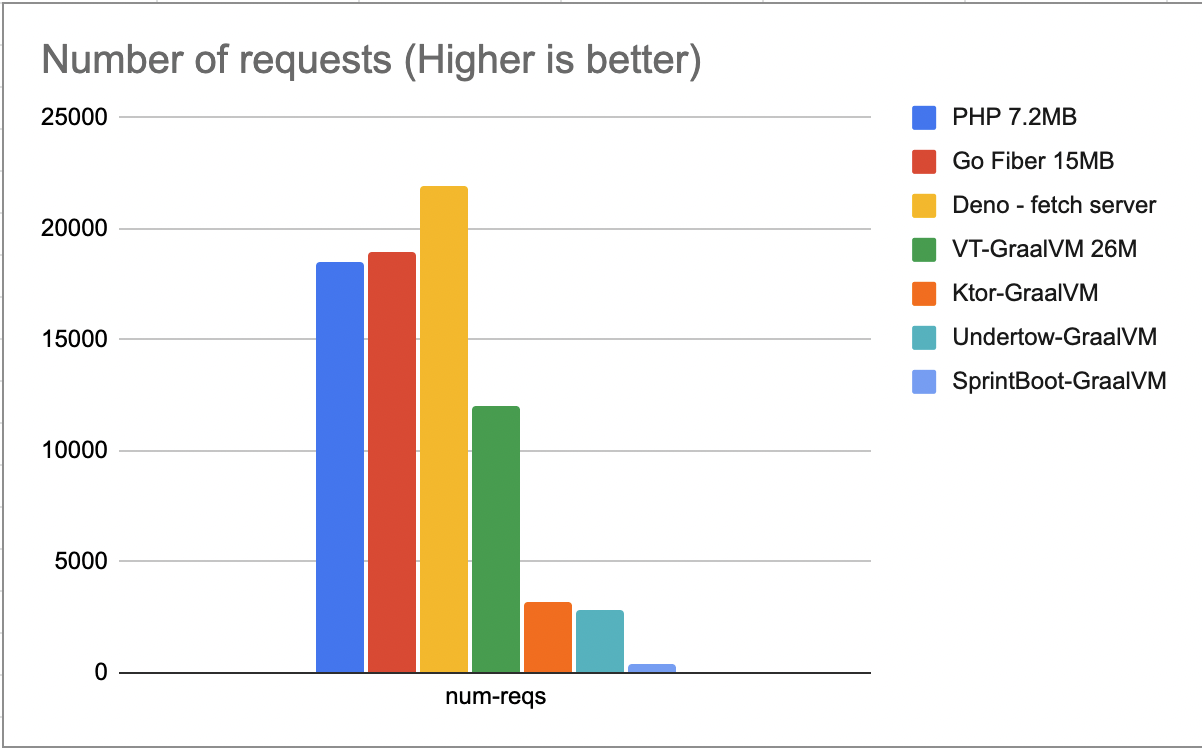 Number of requests (Higher is better)
25000
20000
15000
10000
5000
0
num-reqs
PHP 7.2MB
Go Fiber 15MB
Deno - fetch server
VT-GraalVM 26M
Ktor-GraalVM
Undertow-GraalVM
SprintBoot-GraalVM